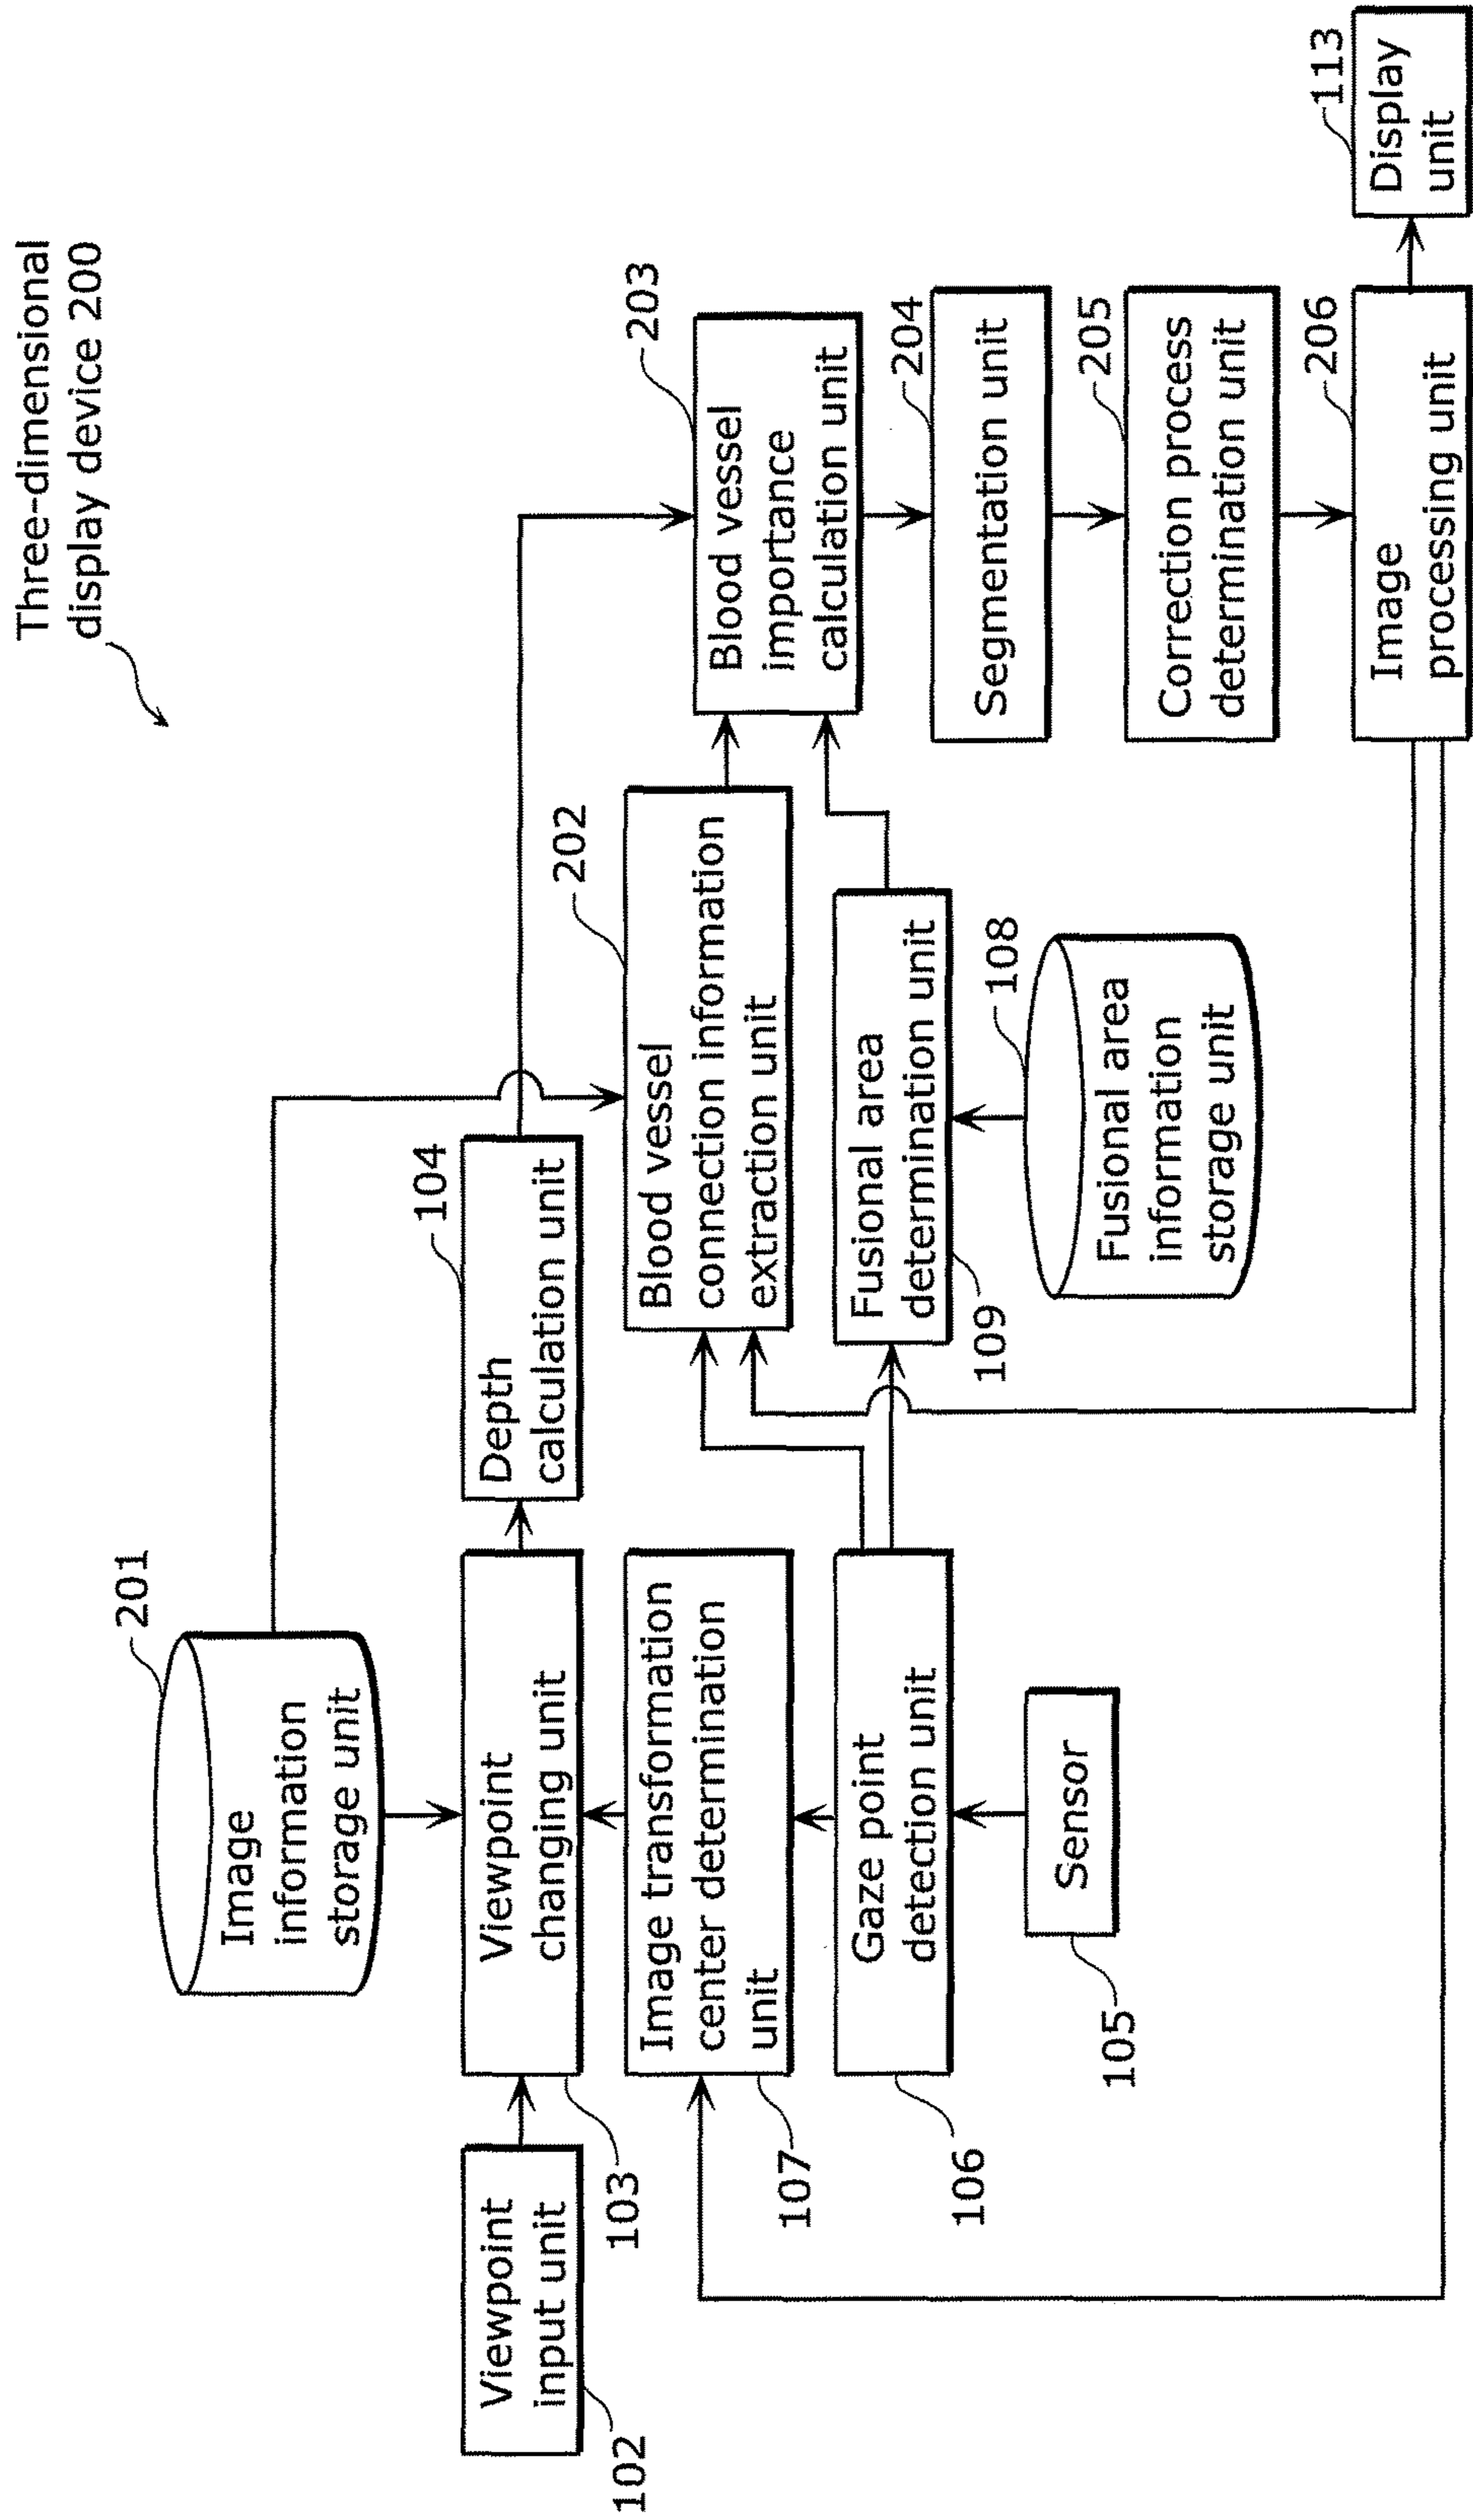 Three-dimensional
display device 200
201
Image
information
storage unit
Viewpoint
input unit
102
Viewpoint
changing unit
103
Depth
calculation unit
104
Image transformation
center determination
unit
107
Gaze point
detection unit
106
Sensor
105
Blood vessel
connection information
extraction unit
202
Fusional area
determination unit
109
108
Fusional area
information
storage unit
203
Blood vessel
importance
calculation unit
204
Segmentation unit
205
Correction process
determination unit
206
Image
processing unit
113
Display
unit